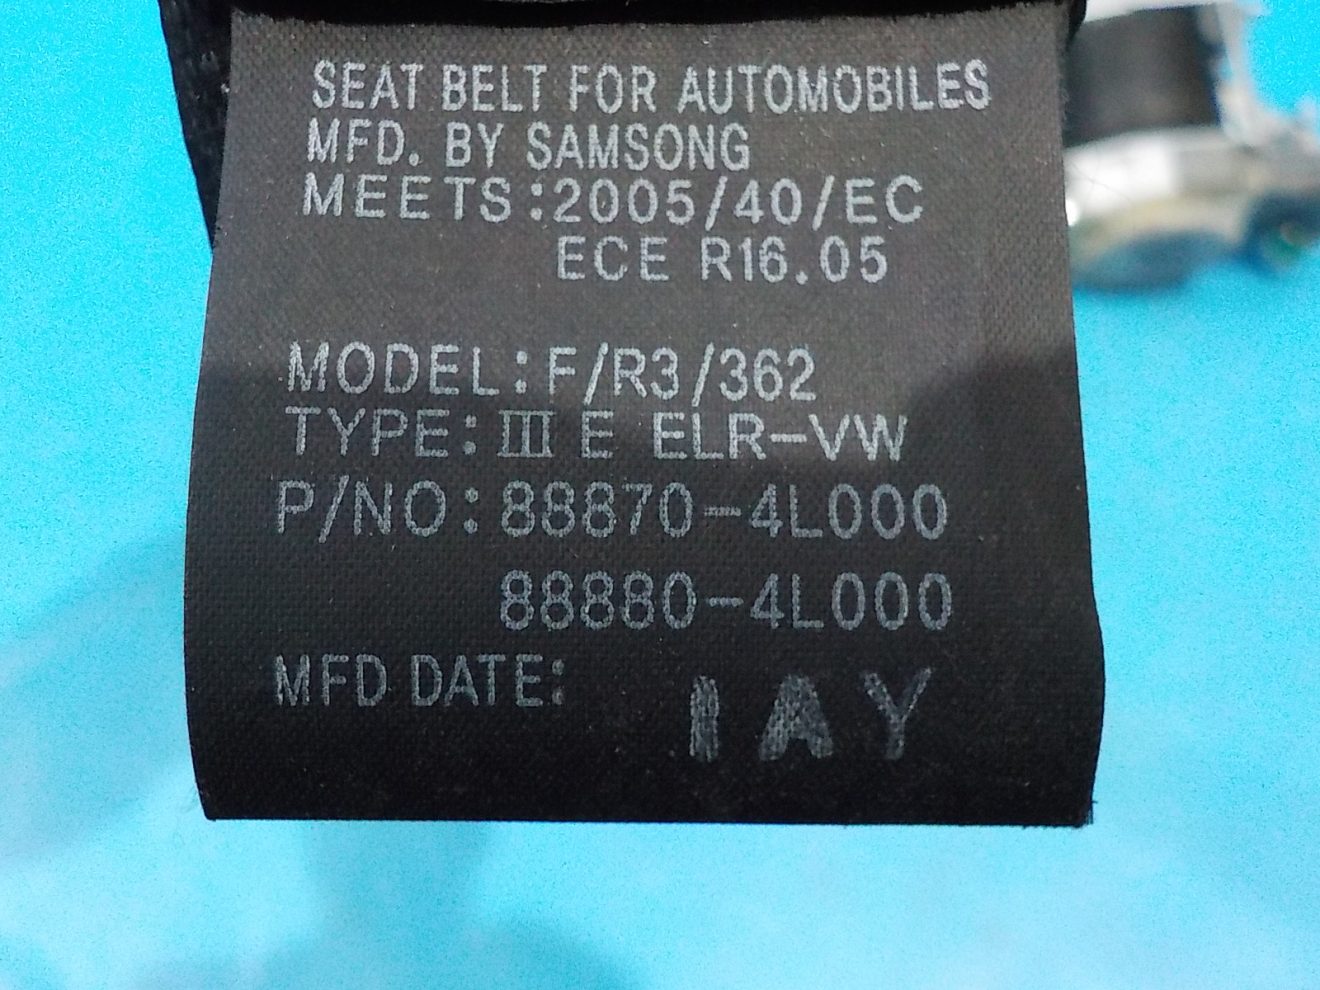 SEAT BELT FOR AUTOMOBILES
MFD. BY SAMSONG
MEETS:2005/40/EC
ECE R16.05
MODEL:F/R3/362
TYPE:Ⅲ E ELR-VW
P/NO:88870-4L000
88880-4L000
MFD DATE: IAY